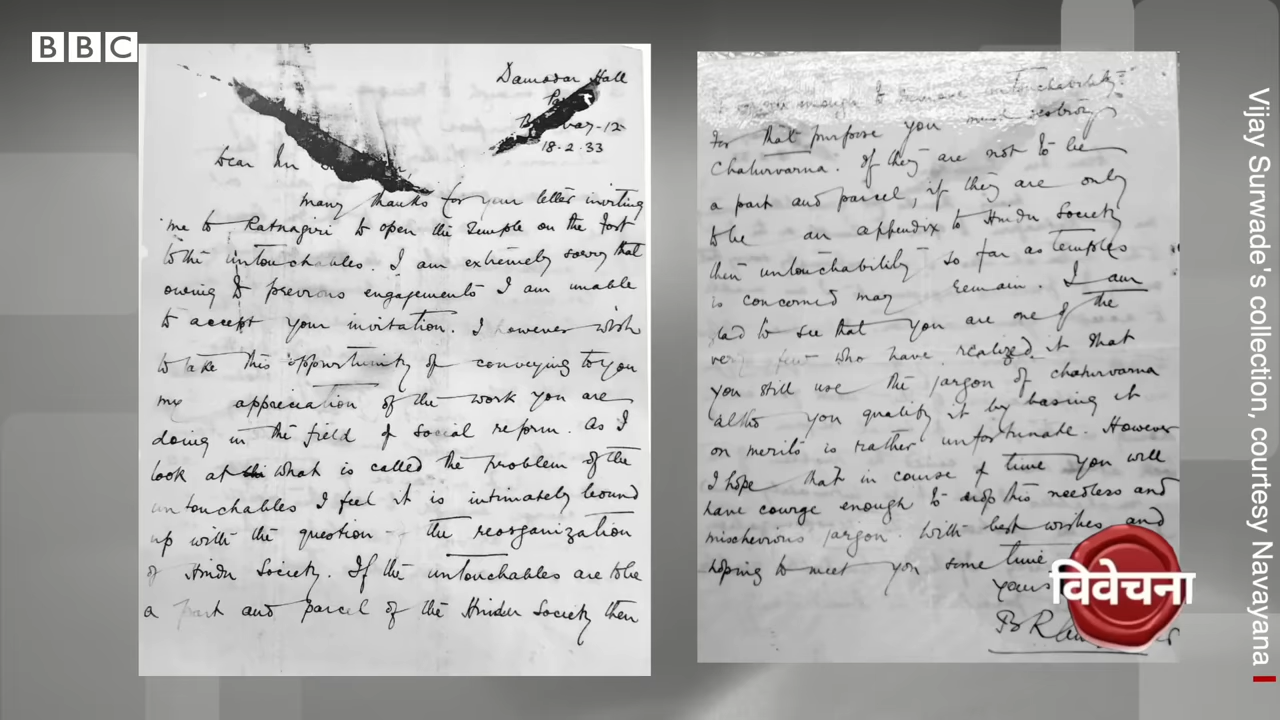 BBC
Damodar Hall
18.2.33
Dear Mr
many thanks for your letter inviting
me to Ratnagiri to open the temple on the Fort
to the untouchables. I am extremely sorry that
owing to previous engagements I am unable
to accept your invitation. I however wish
to take this opportunity of conveying to you
my appreciation of the work you are
doing in the field of social reform. As I
look at what is called the problem of the
untouchables I feel it is intimately bound
up with the question of the reorganization
of Hindu Society. If the untouchables are to be
a part and parcel of the Hindu Society then
enough to remove untouchability
for that purpose you must destroy
Chaturvarna. If they are not to be
a part and parcel, if they are only
to be an appendix to Hindu Society
then untouchability so far as temples
is concerned may remain. I am
glad to see that you are one of the
very few who have realized it that
you still use the jargon of chaturvarna
altho you qualify it by basing it
on merits is rather unfortunate. However
I hope that in course of time you will
have courge enough to drop this needless and
mischevious jargon. With best wishes and
hoping to meet you some time
yours
B R
विवेचना
Vijay Surwade's collection, courtesy Navayana